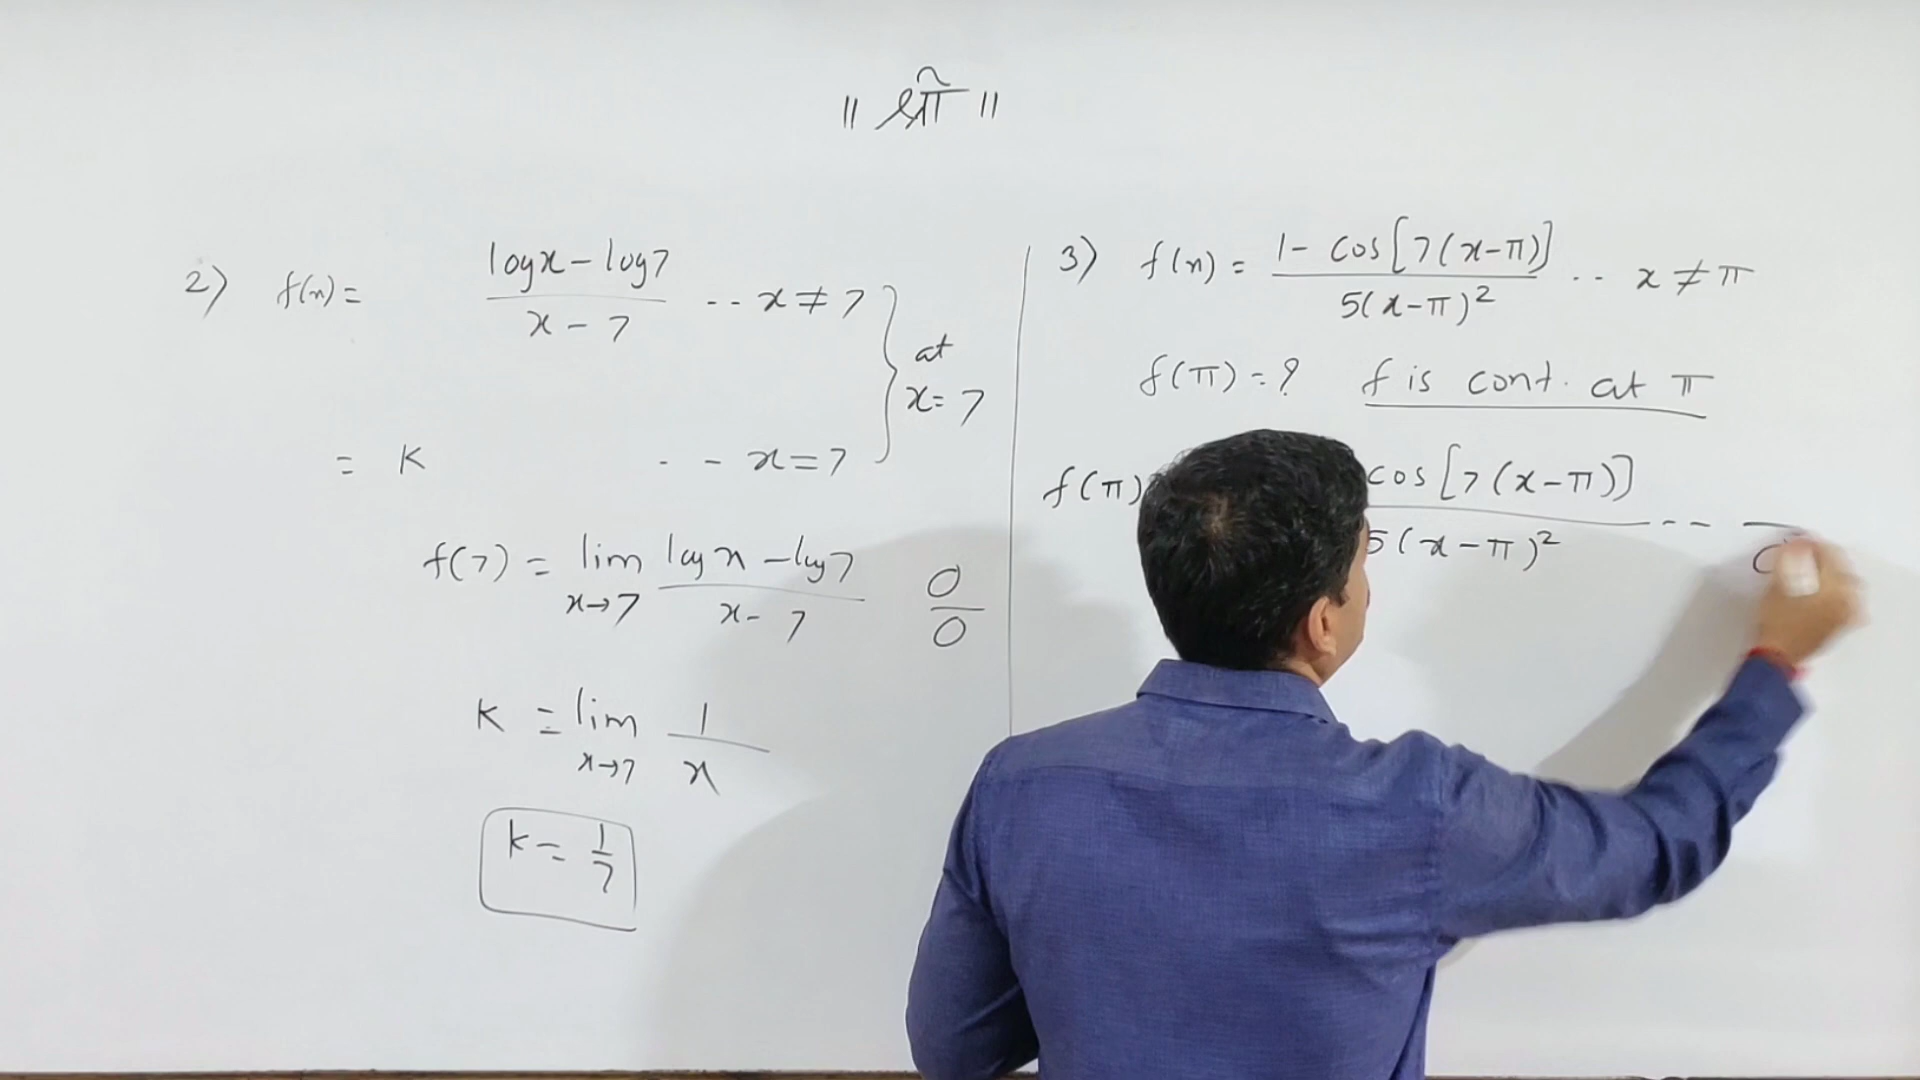 ॥ श्री ॥
2) f(x) = (log x - log 7)/(x - 7) -- x ≠ 7
at x = 7
= K -- x = 7
f(7) = lim x→7 (log x - log 7)/(x - 7) 0/0
K = lim x→7 1/x
k = 1/7
3) f(x) = (1 - cos[7(x-π)])/(5(x-π)²) .. x ≠ π
f(π) = ? f is cont. at π
f(π) cos[7(x-π)]/(5(x-π)²) --